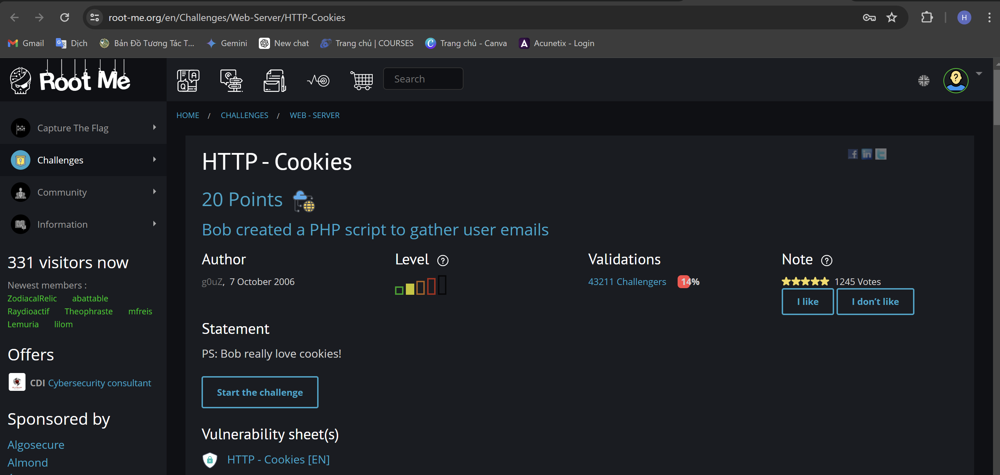 root-me.org/en/Challenges/Web-Server/HTTP-Cookies
H
Gmail
Dịch
Bản Đồ Tương Tác T...
Gemini
New chat
Trang chủ | COURSES
Trang chủ - Canva
Acunetix - Login
Root Me
Search
Capture The Flag
Challenges
Community
Information
331 visitors now
Newest members :
ZodiacalRelic abattable
Raydioactif Theophraste mfreis
Lemuria lilom
Offers
CDI Cybersecurity consultant
Sponsored by
Algosecure
Almond
HOME / CHALLENGES / WEB - SERVER
HTTP - Cookies
20 Points
Bob created a PHP script to gather user emails
Author
g0uZ, 7 October 2006
Level ?
Validations
43211 Challengers 14%
Note ?
1245 Votes
I like
I don’t like
Statement
PS: Bob really love cookies!
Start the challenge
Vulnerability sheet(s)
HTTP - Cookies [EN]